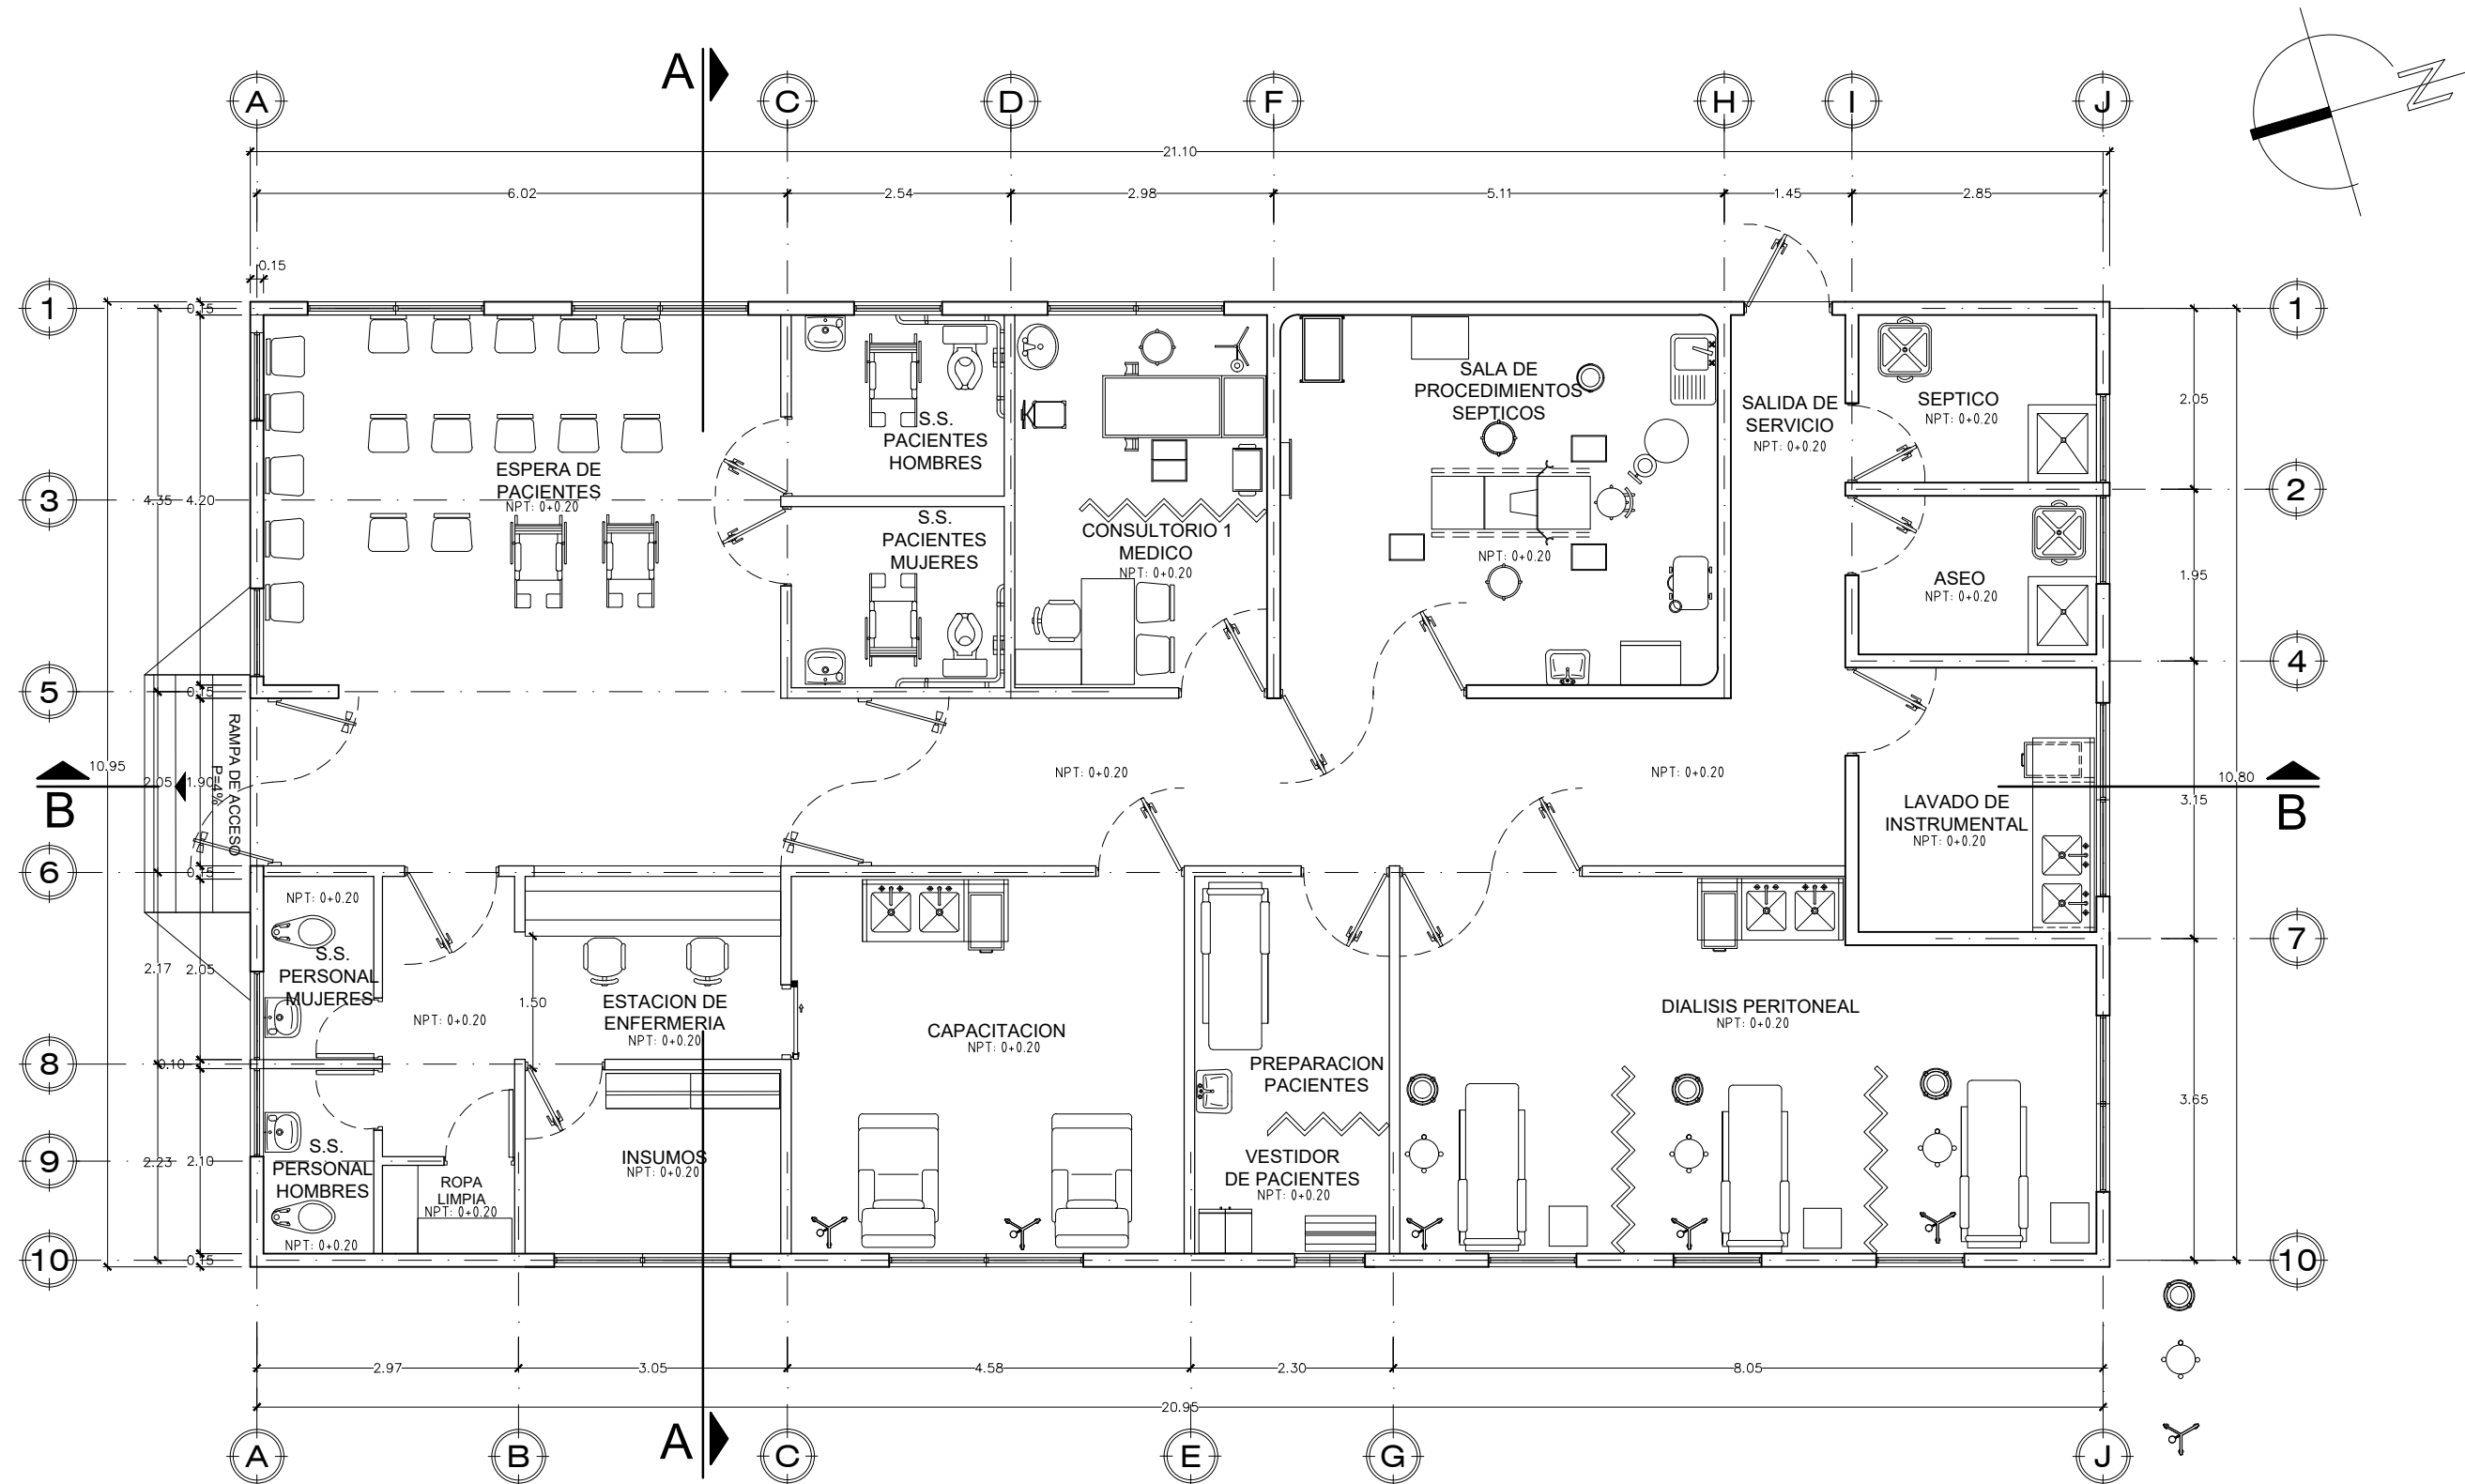 A
A
C
D
F
H
I
J
N
21.10
6.02
2.54
2.98
5.11
1.45
2.85
0.15
1
0.15
1
SALA DE
PROCEDIMIENTOS
SEPTICOS
NPT: 0+0.20
SALIDA DE
SERVICIO
NPT: 0+0.20
SEPTICO
NPT: 0+0.20
2.05
S.S.
PACIENTES
HOMBRES
ESPERA DE
PACIENTES
NPT: 0+0.20
3
4.35
4.20
2
S.S.
PACIENTES
MUJERES
CONSULTORIO 1
MEDICO
NPT: 0+0.20
ASEO
NPT: 0+0.20
1.95
4
5
0.15
RAMPA DE ACCESO
P=4%
10.95
2.05
1.90
B
NPT: 0+0.20
NPT: 0+0.20
LAVADO DE
INSTRUMENTAL
NPT: 0+0.20
3.15
10.80
B
6
0.15
NPT: 0+0.20
S.S.
PERSONAL
MUJERES
2.17
2.05
7
NPT: 0+0.20
1.50
ESTACION DE
ENFERMERIA
NPT: 0+0.20
CAPACITACION
NPT: 0+0.20
DIALISIS PERITONEAL
NPT: 0+0.20
8
0.10
PREPARACION
PACIENTES
3.65
9
2.23
2.10
S.S.
PERSONAL
HOMBRES
NPT: 0+0.20
ROPA
LIMPIA
NPT: 0+0.20
INSUMOS
NPT: 0+0.20
VESTIDOR
DE PACIENTES
NPT: 0+0.20
10
0.15
10
2.97
3.05
4.58
2.30
8.05
20.95
A
B
A
C
E
G
J